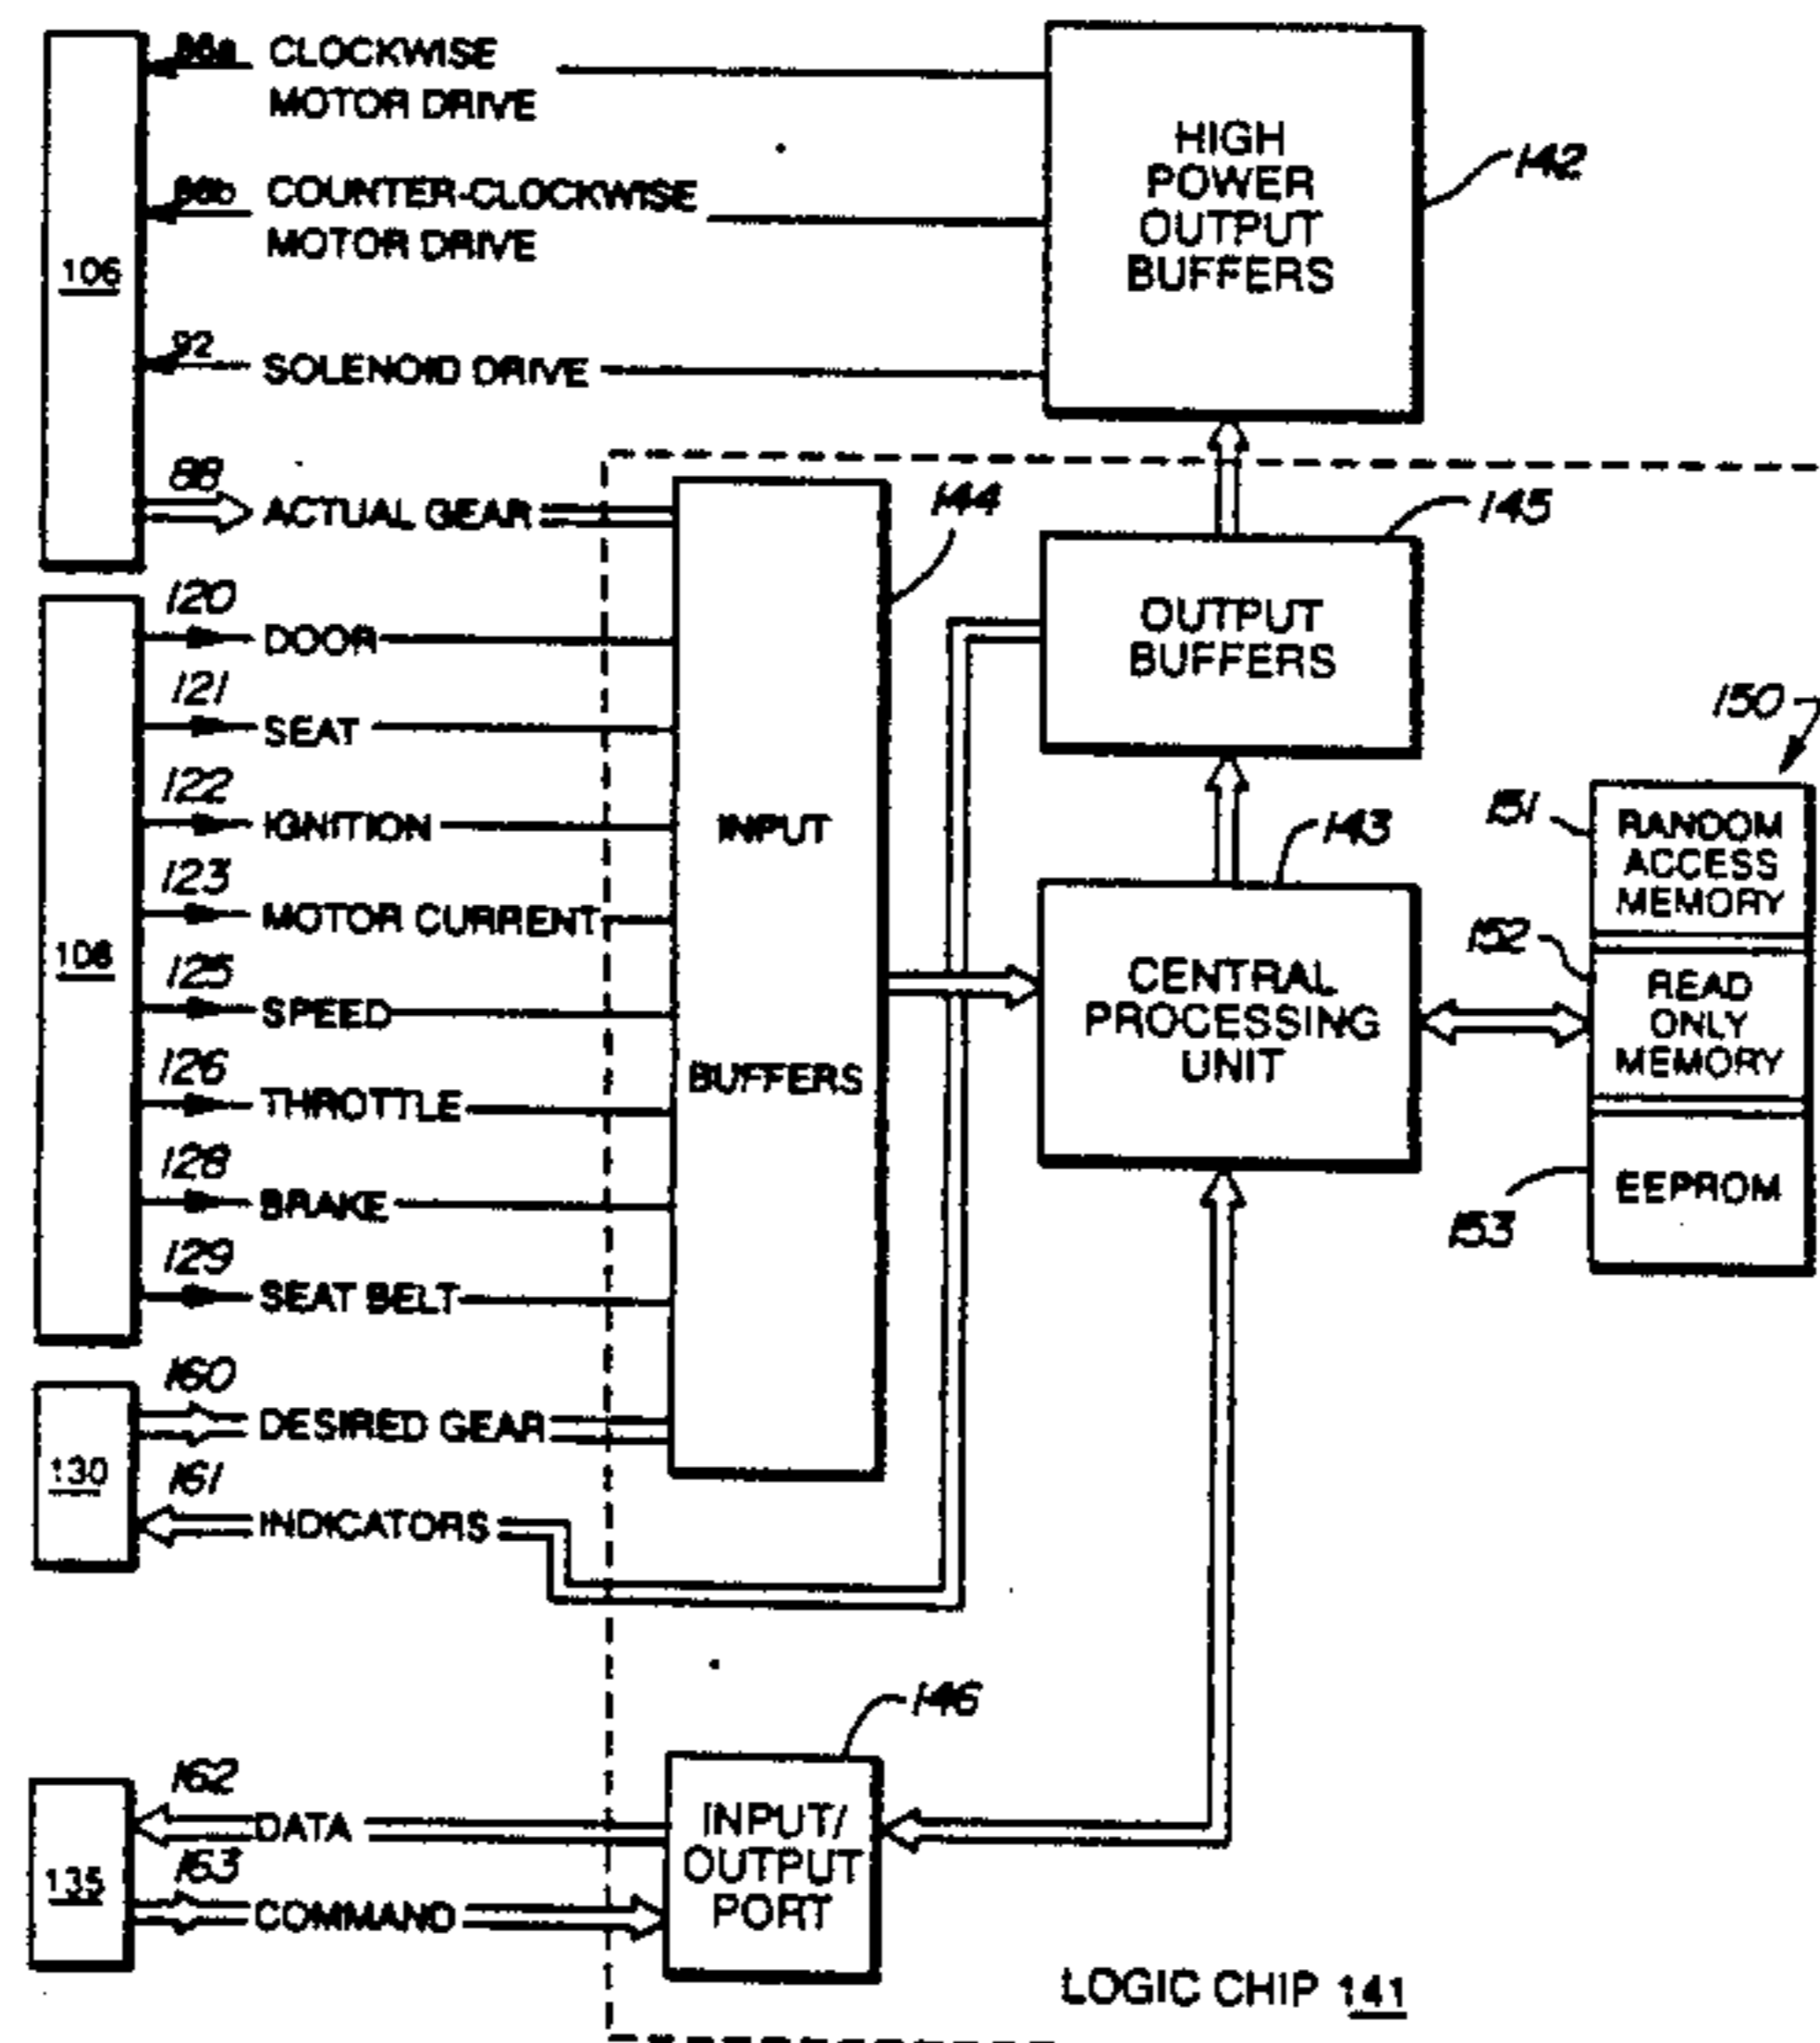 CLOCKWISE
MOTOR DRIVE
COUNTER-CLOCKWISE
MOTOR DRIVE
106
92
SOLENOID DRIVE
88
ACTUAL GEAR
HIGH
POWER
OUTPUT
BUFFERS
142
144
145
OUTPUT
BUFFERS
120
DOOR
121
SEAT
122
IGNITION
123
MOTOR CURRENT
108
125
SPEED
126
THROTTLE
128
BRAKE
129
SEAT BELT
INPUT
BUFFERS
143
CENTRAL
PROCESSING
UNIT
150
151
RANDOM
ACCESS
MEMORY
152
READ
ONLY
MEMORY
EEPROM
153
160
DESIRED GEAR
130
161
INDICATORS
146
162
DATA
135
163
COMMAND
INPUT/
OUTPUT
PORT
LOGIC CHIP 141